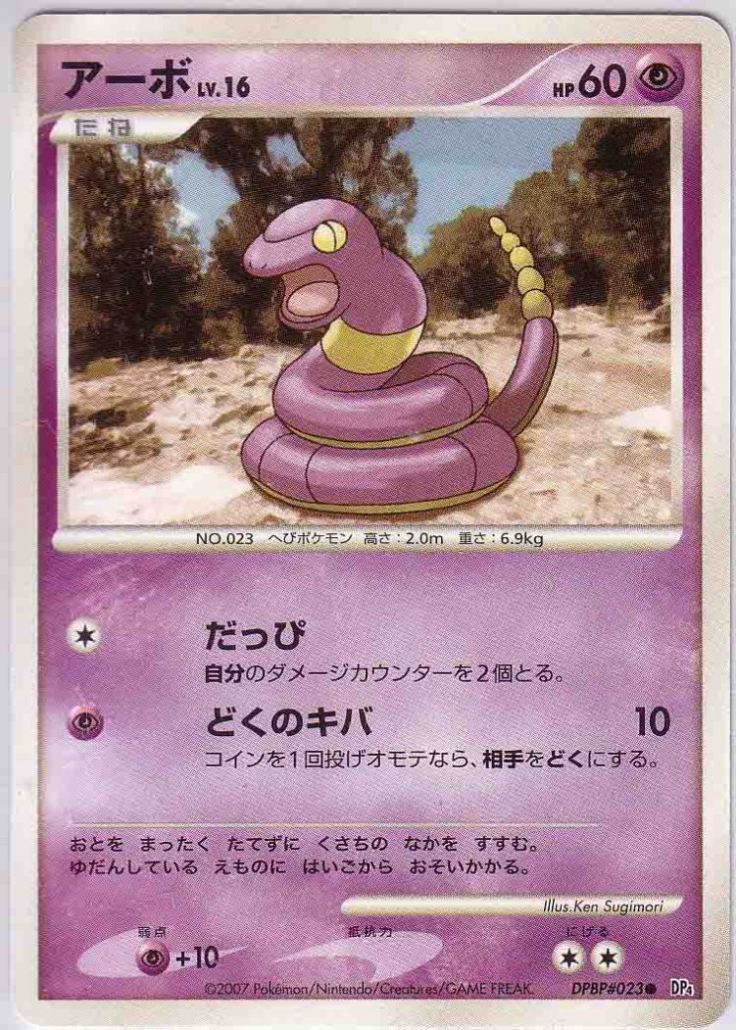 アーボ LV.16 HP 60
たね
NO.023 へびポケモン 高さ:2.0m 重さ:6.9kg
だっぴ
自分のダメージカウンターを2個とる。
どくのキバ 10
コインを1回投げオモテなら、相手をどくにする。
おとを まったく たてずに くさちの なかを すすむ。
ゆだんしている えものに はいごから おそいかかる。
Illus.Ken Sugimori
弱点 抵抗力 にげる
+10
©2007 Pokémon/Nintendo/Creatures/GAME FREAK. DPBP#023● DP4